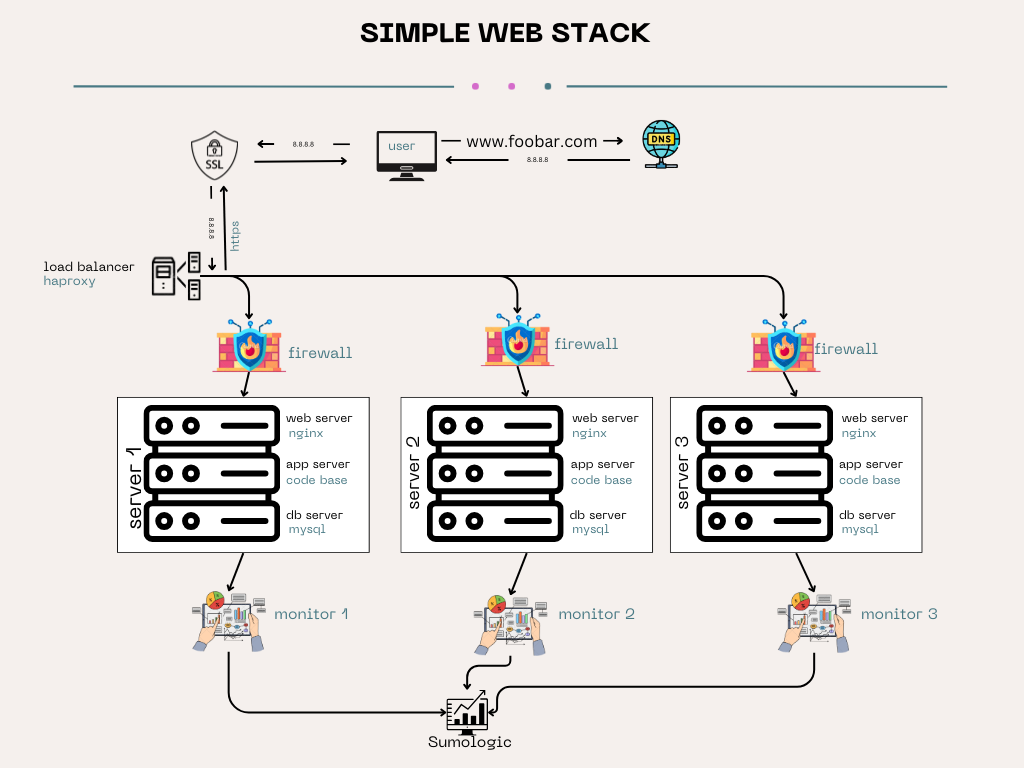 SIMPLE WEB STACK
SSL
8.8.8.8
user
www.foobar.com
8.8.8.8
DNS
8.8.8.8
https
load balancer
haproxy
firewall
firewall
firewall
server 1
web server
nginx
app server
code base
db server
mysql
server 2
web server
nginx
app server
code base
db server
mysql
server 3
web server
nginx
app server
code base
db server
mysql
monitor 1
monitor 2
monitor 3
Sumologic